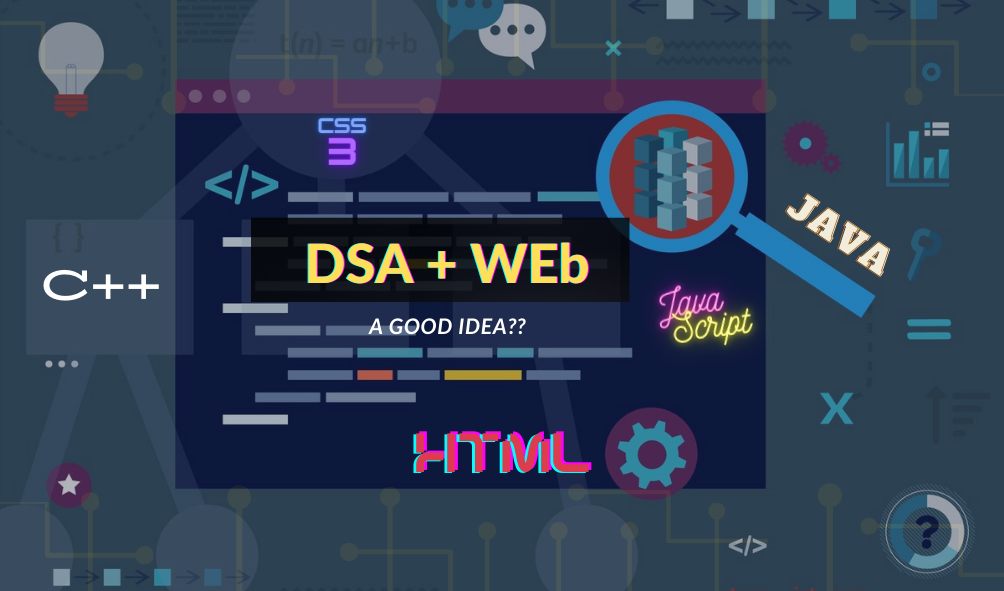 t(n) = an+b
CSS
3
</>
{ }
C++
DSA + WEb
A GOOD IDEA??
JAVA
Java
Script
X
HTML
?
</>